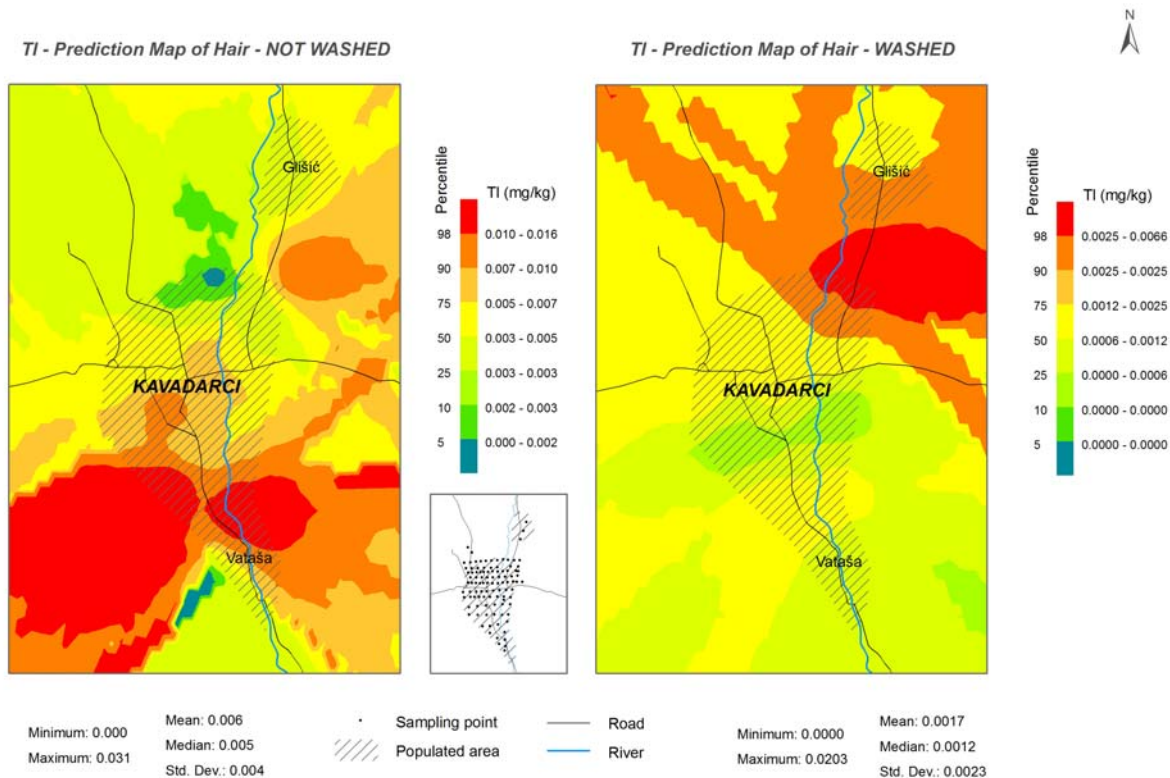 N
Tl - Prediction Map of Hair - NOT WASHED
Tl - Prediction Map of Hair - WASHED
Glišić
KAVADARCI
Vataša
Percentile
Tl (mg/kg)
98
0.010 - 0.016
90
0.007 - 0.010
75
0.005 - 0.007
50
0.003 - 0.005
25
0.003 - 0.003
10
0.002 - 0.003
5
0.000 - 0.002
Glišić
KAVADARCI
Vataša
Percentile
Tl (mg/kg)
98
0.0025 - 0.0066
90
0.0025 - 0.0025
75
0.0012 - 0.0025
50
0.0006 - 0.0012
25
0.0000 - 0.0006
10
0.0000 - 0.0000
5
0.0000 - 0.0000
Minimum: 0.000
Maximum: 0.031
Mean: 0.006
Median: 0.005
Std. Dev.: 0.004
Sampling point
Populated area
Road
River
Minimum: 0.0000
Maximum: 0.0203
Mean: 0.0017
Median: 0.0012
Std. Dev.: 0.0023